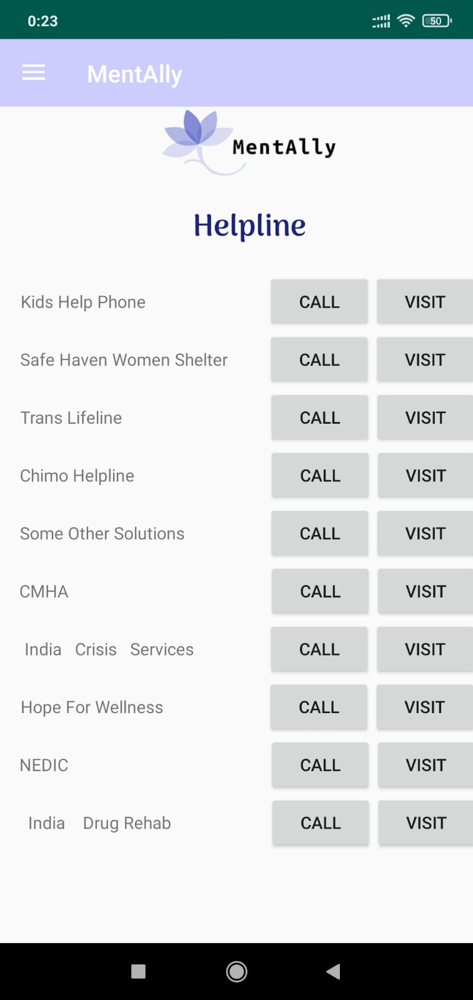 0:23 50
MentAlly
MentAlly
Helpline
Kids Help Phone CALL VISIT
Safe Haven Women Shelter CALL VISIT
Trans Lifeline CALL VISIT
Chimo Helpline CALL VISIT
Some Other Solutions CALL VISIT
CMHA CALL VISIT
India Crisis Services CALL VISIT
Hope For Wellness CALL VISIT
NEDIC CALL VISIT
India Drug Rehab CALL VISIT